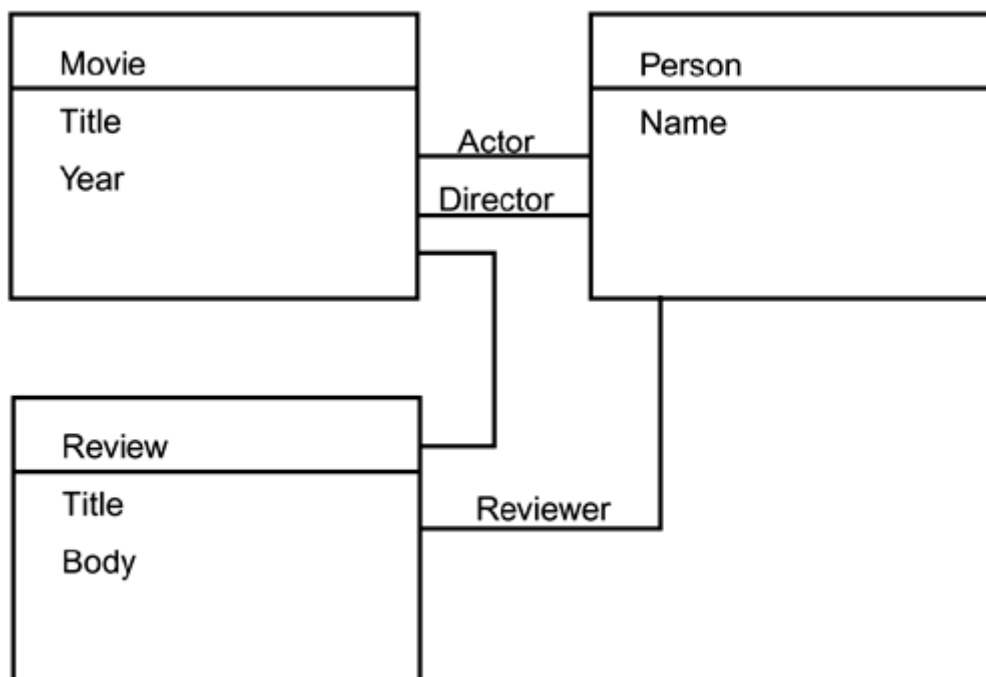 Movie
Title
Year
Actor
Director
Person
Name
Review
Title
Body
Reviewer